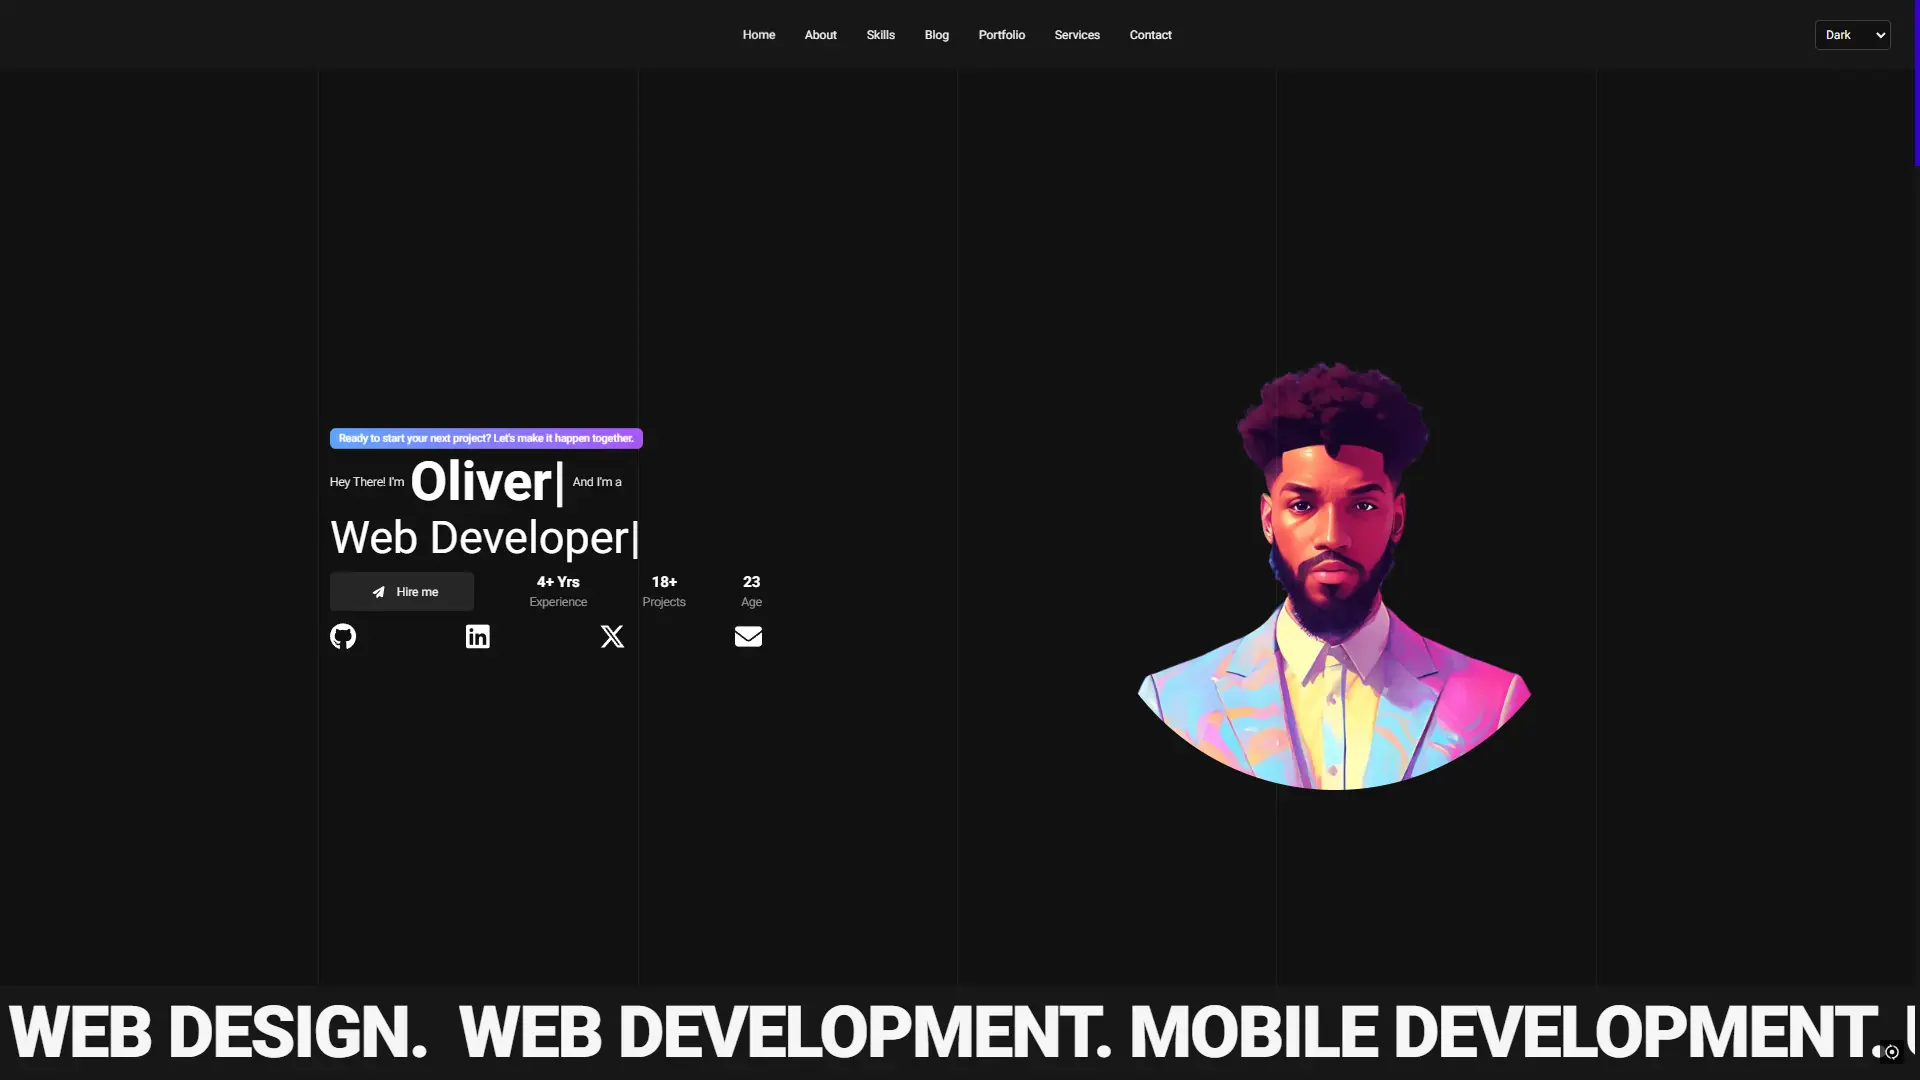 Home About Skills Blog Portfolio Services Contact Dark
Ready to start your next project? Let's make it happen together.
Hey There! I'm Oliver| And I'm a
Web Developer|
Hire me
4+ Yrs 18+ 23
Experience Projects Age
WEB DESIGN. WEB DEVELOPMENT. MOBILE DEVELOPMENT.